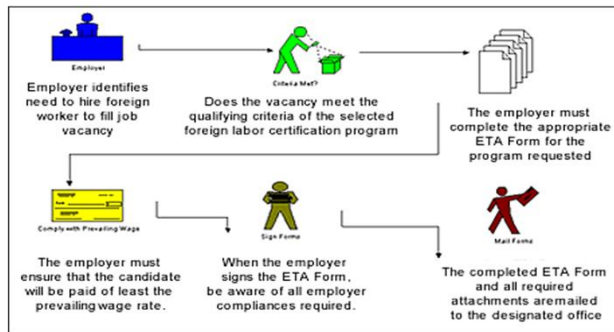 Employer
Employer identifies
need to hire foreign
worker to fill job
vacancy
Criteria Met?
Does the vacancy meet the
qualifying criteria of the selected
foreign labor certification program
The employer must
complete the appropriate
ETA Form for the
program requested
Comply with Prevailing Wage
The employer must
ensure that the candidate
will be paid of least the
prevailing wage rate.
Sign Forms
When the employer
signs the ETA Form,
be aware of all employer
compliances required.
Mail Forms
The completed ETA Form
and all required
attachments aremailed
to the designated office